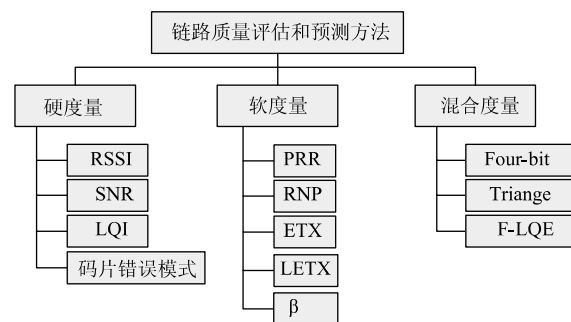 链路质量评估和预测方法
硬度量
软度量
混合度量
RSSI
SNR
LQI
码片错误模式
PRR
RNP
ETX
LETX
β
Four-bit
Triange
F-LQE